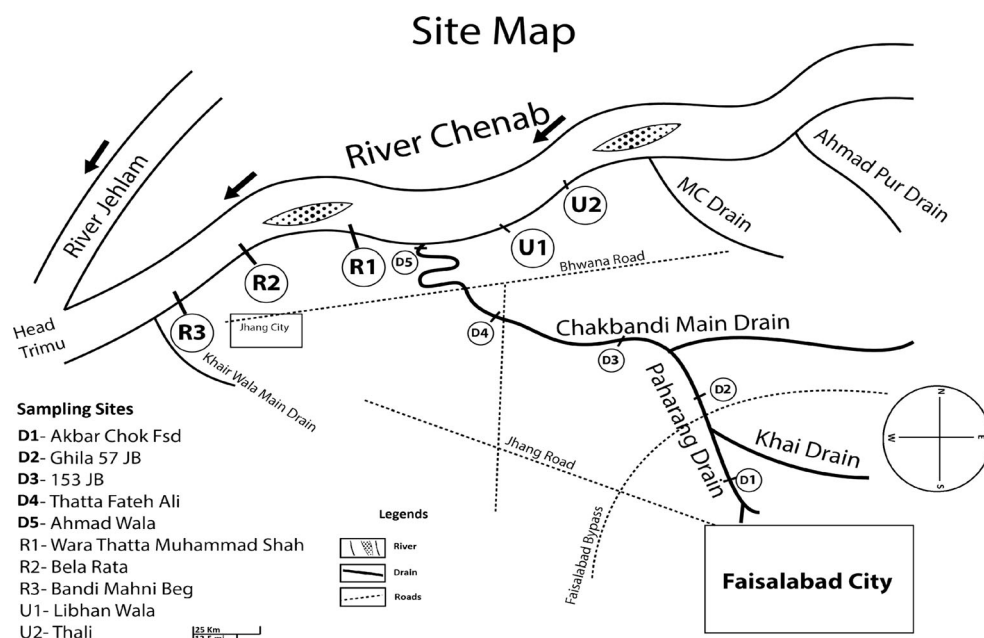 Site Map
River Chenab
River Jehlam
Ahmad Pur Drain
MC Drain
U2
U1
R1
R2
R3
D5
Bhwana Road
Head
Trimu
Jhang City
Khair Wala Main Drain
D4
D3
Chakbandi Main Drain
D2
Paharang Drain
Khai Drain
D1
Jhang Road
Faisalabad Bypass
N
W
E
S
Faisalabad City
Sampling Sites
D1- Akbar Chok Fsd
D2- Ghila 57 JB
D3- 153 JB
D4- Thatta Fateh Ali
D5- Ahmad Wala
R1- Wara Thatta Muhammad Shah
R2- Bela Rata
R3- Bandi Mahni Beg
U1- Libhan Wala
U2- Thali
Legends
River
Drain
Roads
25 Km